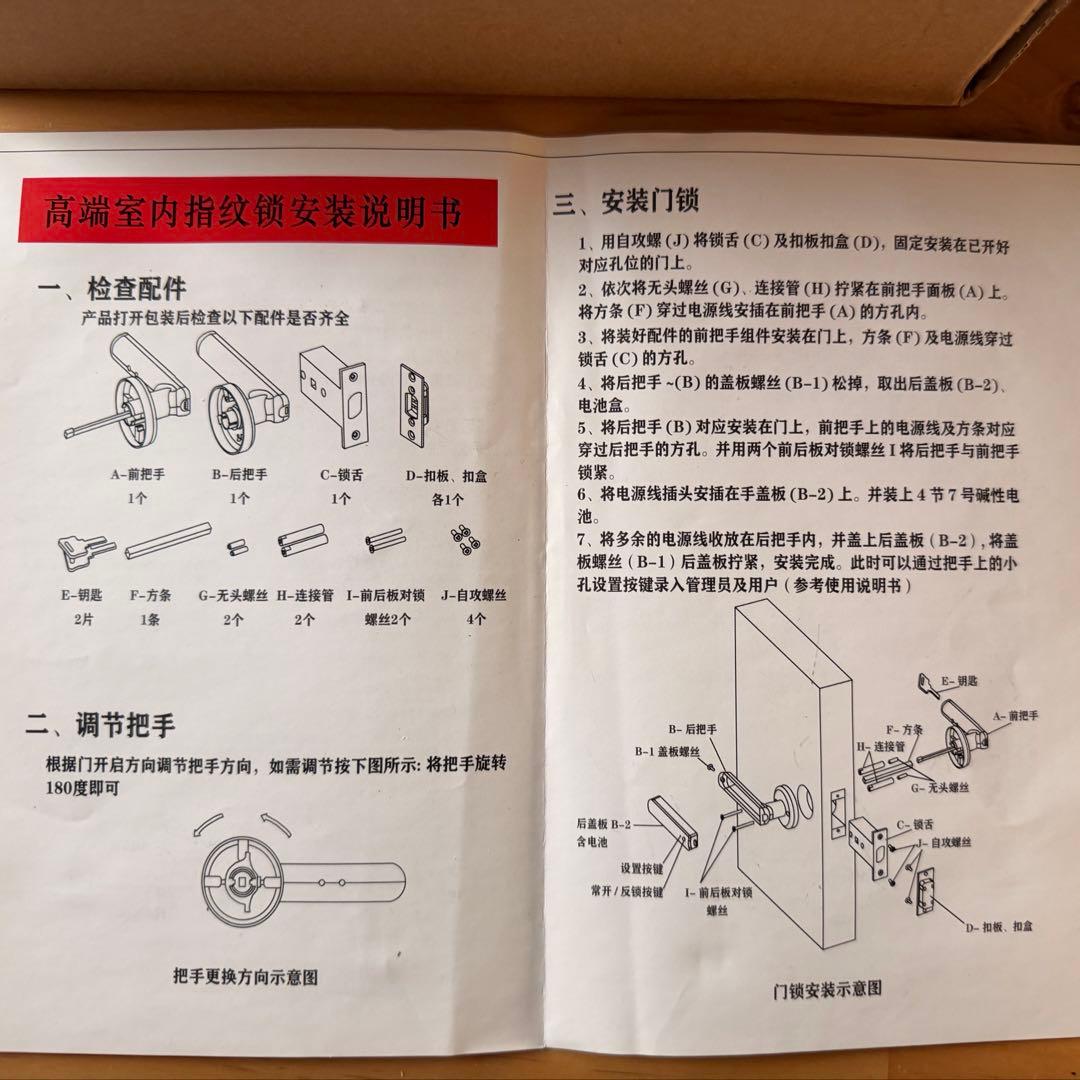 高端室内指纹锁安装说明书
一、检查配件
产品打开包装后检查以下配件是否齐全
A-前把手 B-后把手 C-锁舌 D-扣板、扣盒
1个 1个 1个 各1个
E-钥匙 F-方条 G-无头螺丝 H-连接管 I-前后板对锁 J-自攻螺丝
2片 1条 2个 2个 螺丝2个 4个
二、调节把手
根据门开启方向调节把手方向，如需调节按下图所示：将把手旋转
180度即可
把手更换方向示意图
三、安装门锁
1、用自攻螺(J)将锁舌(C)及扣板扣盒(D)，固定安装在已开好
对应孔位的门上。
2、依次将无头螺丝(G)、连接管(H)拧紧在前把手面板(A)上。
将方条(F)穿过电源线安插在前把手(A)的方孔内。
3、将装好配件的前把手组件安装在门上，方条(F)及电源线穿过
锁舌(C)的方孔。
4、将后把手~(B)的盖板螺丝(B-1)松掉，取出后盖板(B-2)、
电池盒。
5、将后把手(B)对应安装在门上，前把手上的电源线及方条对应
穿过后把手的方孔。并用两个前后板对锁螺丝I将后把手与前把手
锁紧。
6、将电源线插头安插在手盖板(B-2)上。并装上4节7号碱性电
池。
7、将多余的电源线收放在后把手内，并盖上后盖板(B-2)，将盖
板螺丝(B-1)后盖板拧紧，安装完成。此时可以通过把手上的小
孔设置按键录入管理员及用户(参考使用说明书)
E-钥匙
A-前把手
B-后把手
F-方条
B-1盖板螺丝
H-连接管
G-无头螺丝
后盖板B-2
含电池
C-锁舌
J-自攻螺丝
设置按键
常开/反锁按键
I-前后板对锁
螺丝
D-扣板、扣盒
门锁安装示意图